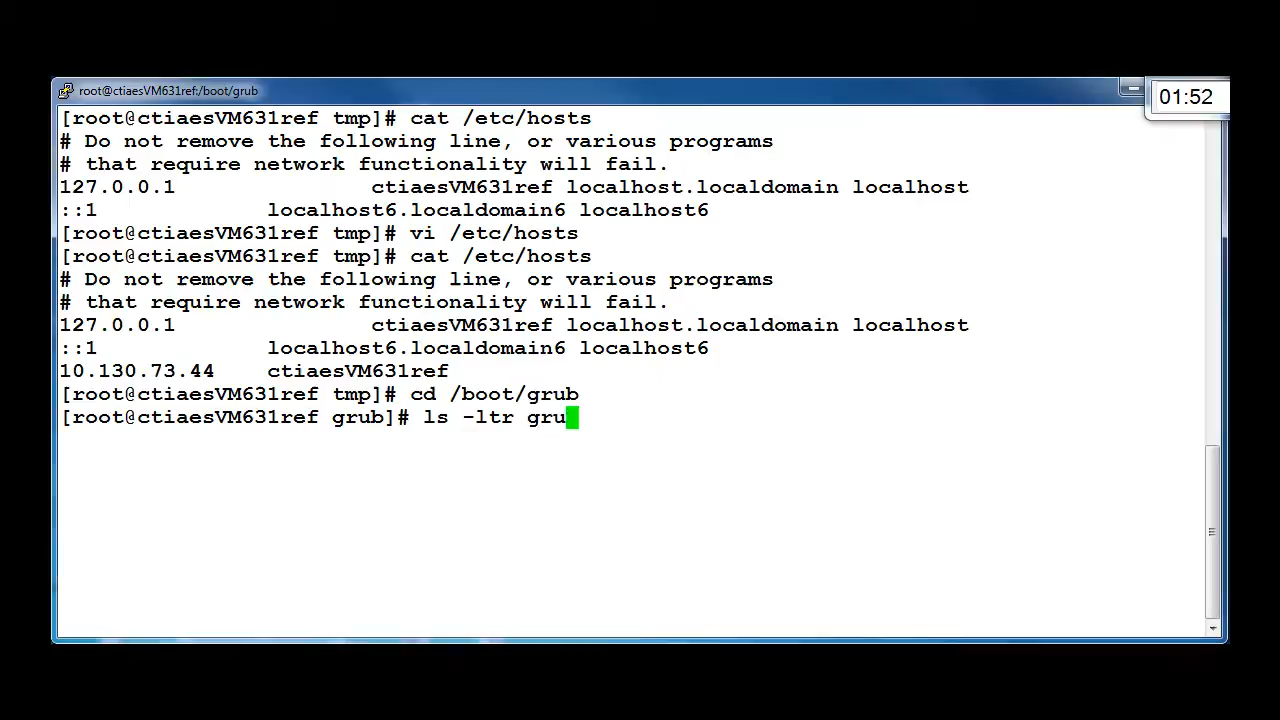 root@ctiaesVM631ref:/boot/grub
01:52
[root@ctiaesVM631ref tmp]# cat /etc/hosts
# Do not remove the following line, or various programs
# that require network functionality will fail.
127.0.0.1               ctiaesVM631ref localhost.localdomain localhost
::1             localhost6.localdomain6 localhost6
[root@ctiaesVM631ref tmp]# vi /etc/hosts
[root@ctiaesVM631ref tmp]# cat /etc/hosts
# Do not remove the following line, or various programs
# that require network functionality will fail.
127.0.0.1               ctiaesVM631ref localhost.localdomain localhost
::1             localhost6.localdomain6 localhost6
10.130.73.44    ctiaesVM631ref
[root@ctiaesVM631ref tmp]# cd /boot/grub
[root@ctiaesVM631ref grub]# ls -ltr gru